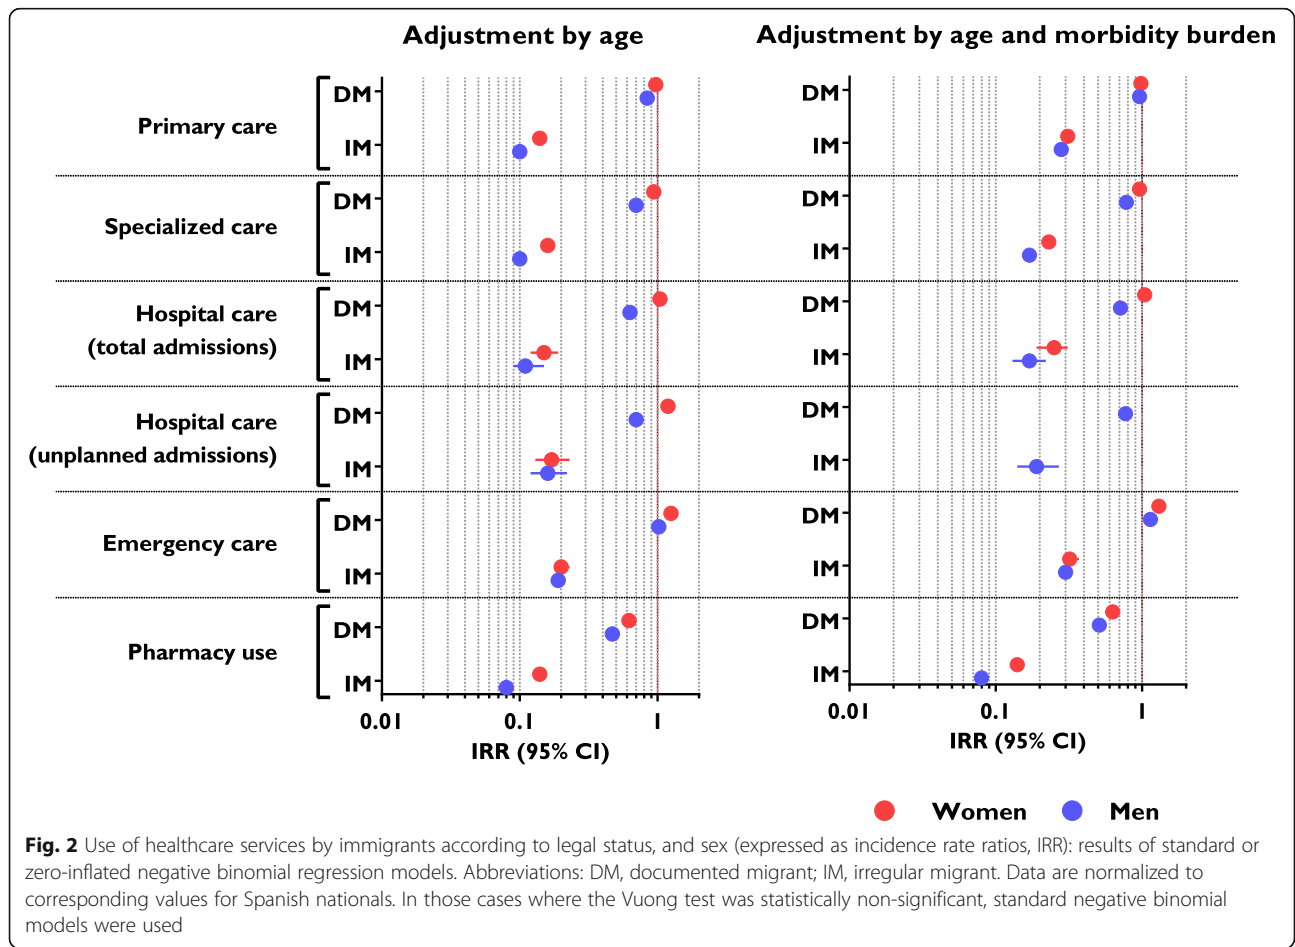 Adjustment by age
Adjustment by age and morbidity burden
Primary care
DM
IM
DM
IM
Specialized care
DM
IM
DM
IM
Hospital care
(total admissions)
DM
IM
DM
IM
Hospital care
(unplanned admissions)
DM
IM
DM
IM
Emergency care
DM
IM
DM
IM
Pharmacy use
DM
IM
DM
IM
0.01 0.1 1
IRR (95% CI)
0.01 0.1 1
IRR (95% CI)
Women Men
Fig. 2 Use of healthcare services by immigrants according to legal status, and sex (expressed as incidence rate ratios, IRR): results of standard or
zero-inflated negative binomial regression models. Abbreviations: DM, documented migrant; IM, irregular migrant. Data are normalized to
corresponding values for Spanish nationals. In those cases where the Vuong test was statistically non-significant, standard negative binomial
models were used